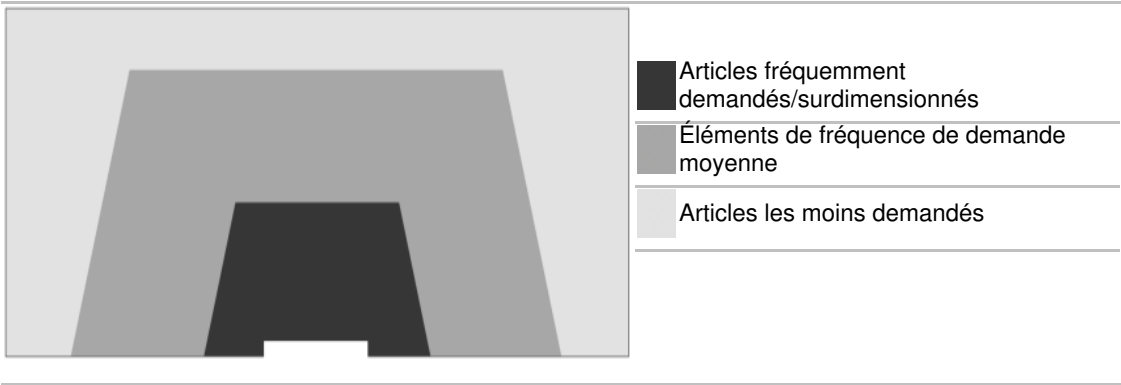 Articles fréquemment
demandés/surdimensionnés
Éléments de fréquence de demande
moyenne
Articles les moins demandés